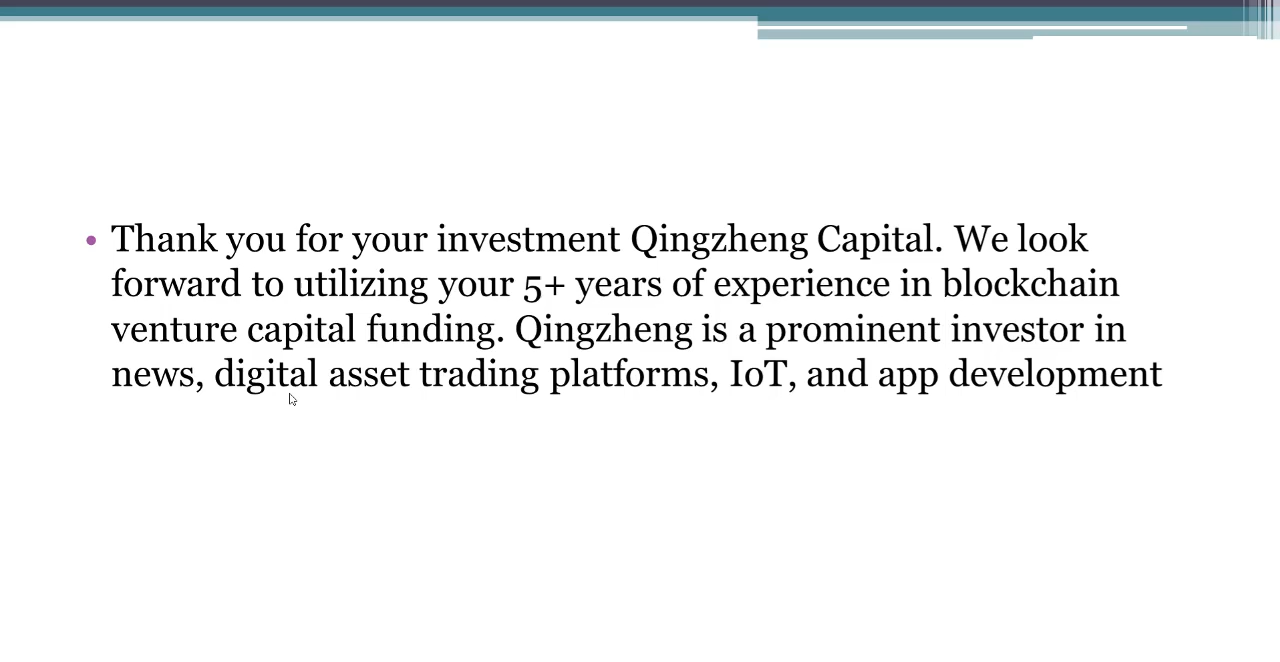 • Thank you for your investment Qingzheng Capital. We look
forward to utilizing your 5+ years of experience in blockchain
venture capital funding. Qingzheng is a prominent investor in
news, digital asset trading platforms, IoT, and app development